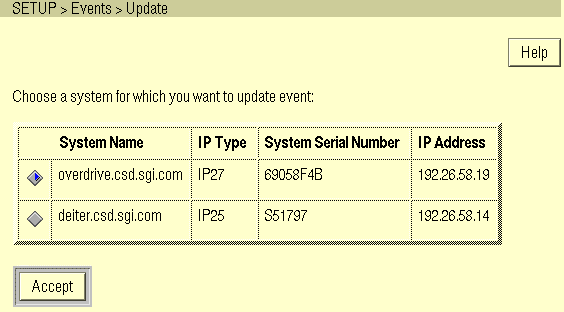 SETUP > Events > Update
Help
Choose a system for which you want to update event:
System Name IP Type System Serial Number IP Address
overdrive.csd.sgi.com IP27 69058F4B 192.26.58.19
deiter.csd.sgi.com IP25 S51797 192.26.58.14
Accept